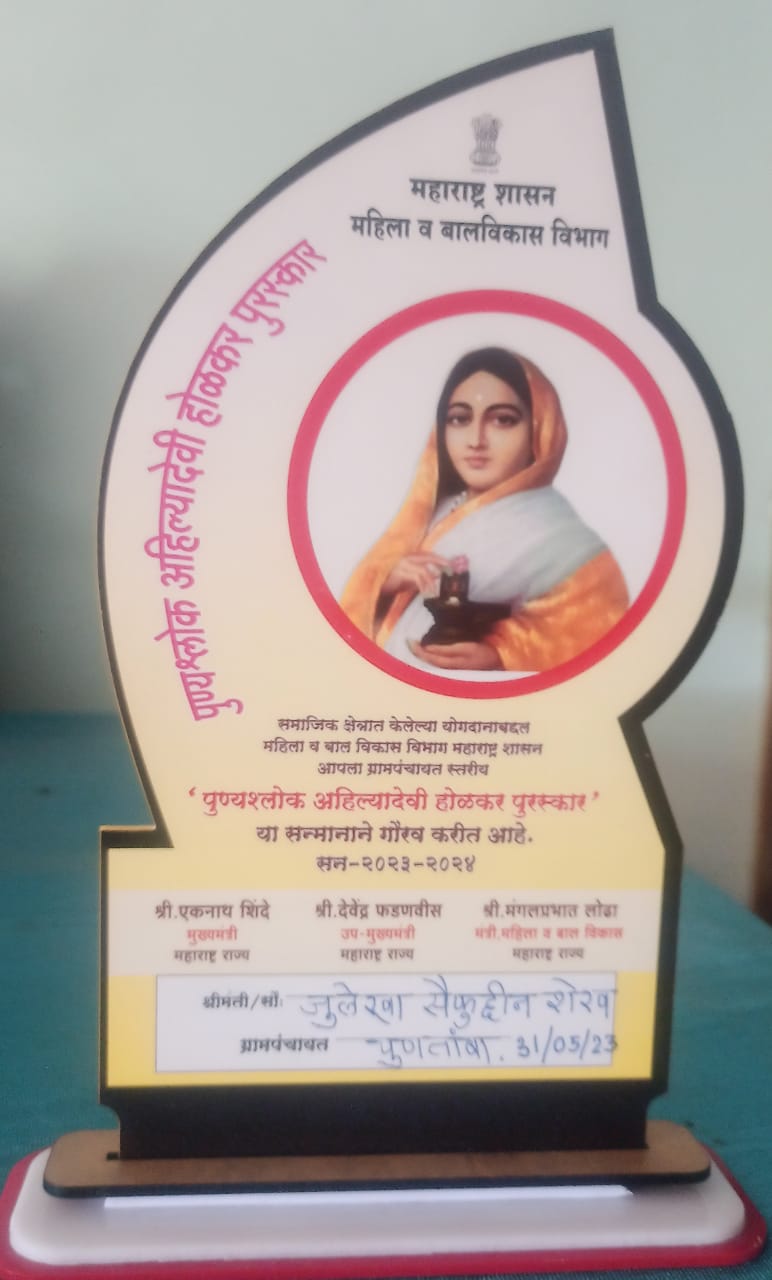 महाराष्ट्र शासन
महिला व बालविकास विभाग
पुण्यश्लोक अहिल्यादेवी होळकर पुरस्कार
समाजिक क्षेत्रात केलेल्या योगदानाबद्दल
महिला व बाल विकास विभाग महाराष्ट्र शासन
आपला ग्रामपंचायत स्तरीय
‘पुण्यश्लोक अहिल्यादेवी होळकर पुरस्कार’
या सन्मानाने गौरव करीत आहे.
सन-२०२३-२०२४
श्री.एकनाथ शिंदे श्री.देवेंद्र फडणवीस श्री.मंगलप्रभात लोढा
मुख्यमंत्री उप-मुख्यमंत्री मंत्री.महिला व बाल विकास
महाराष्ट्र राज्य महाराष्ट्र राज्य महाराष्ट्र राज्य
श्रीमती/सौ: जुलेखा सैफुद्दीन शेख
ग्रामपंचायत पुणतांबा. 31/05/23